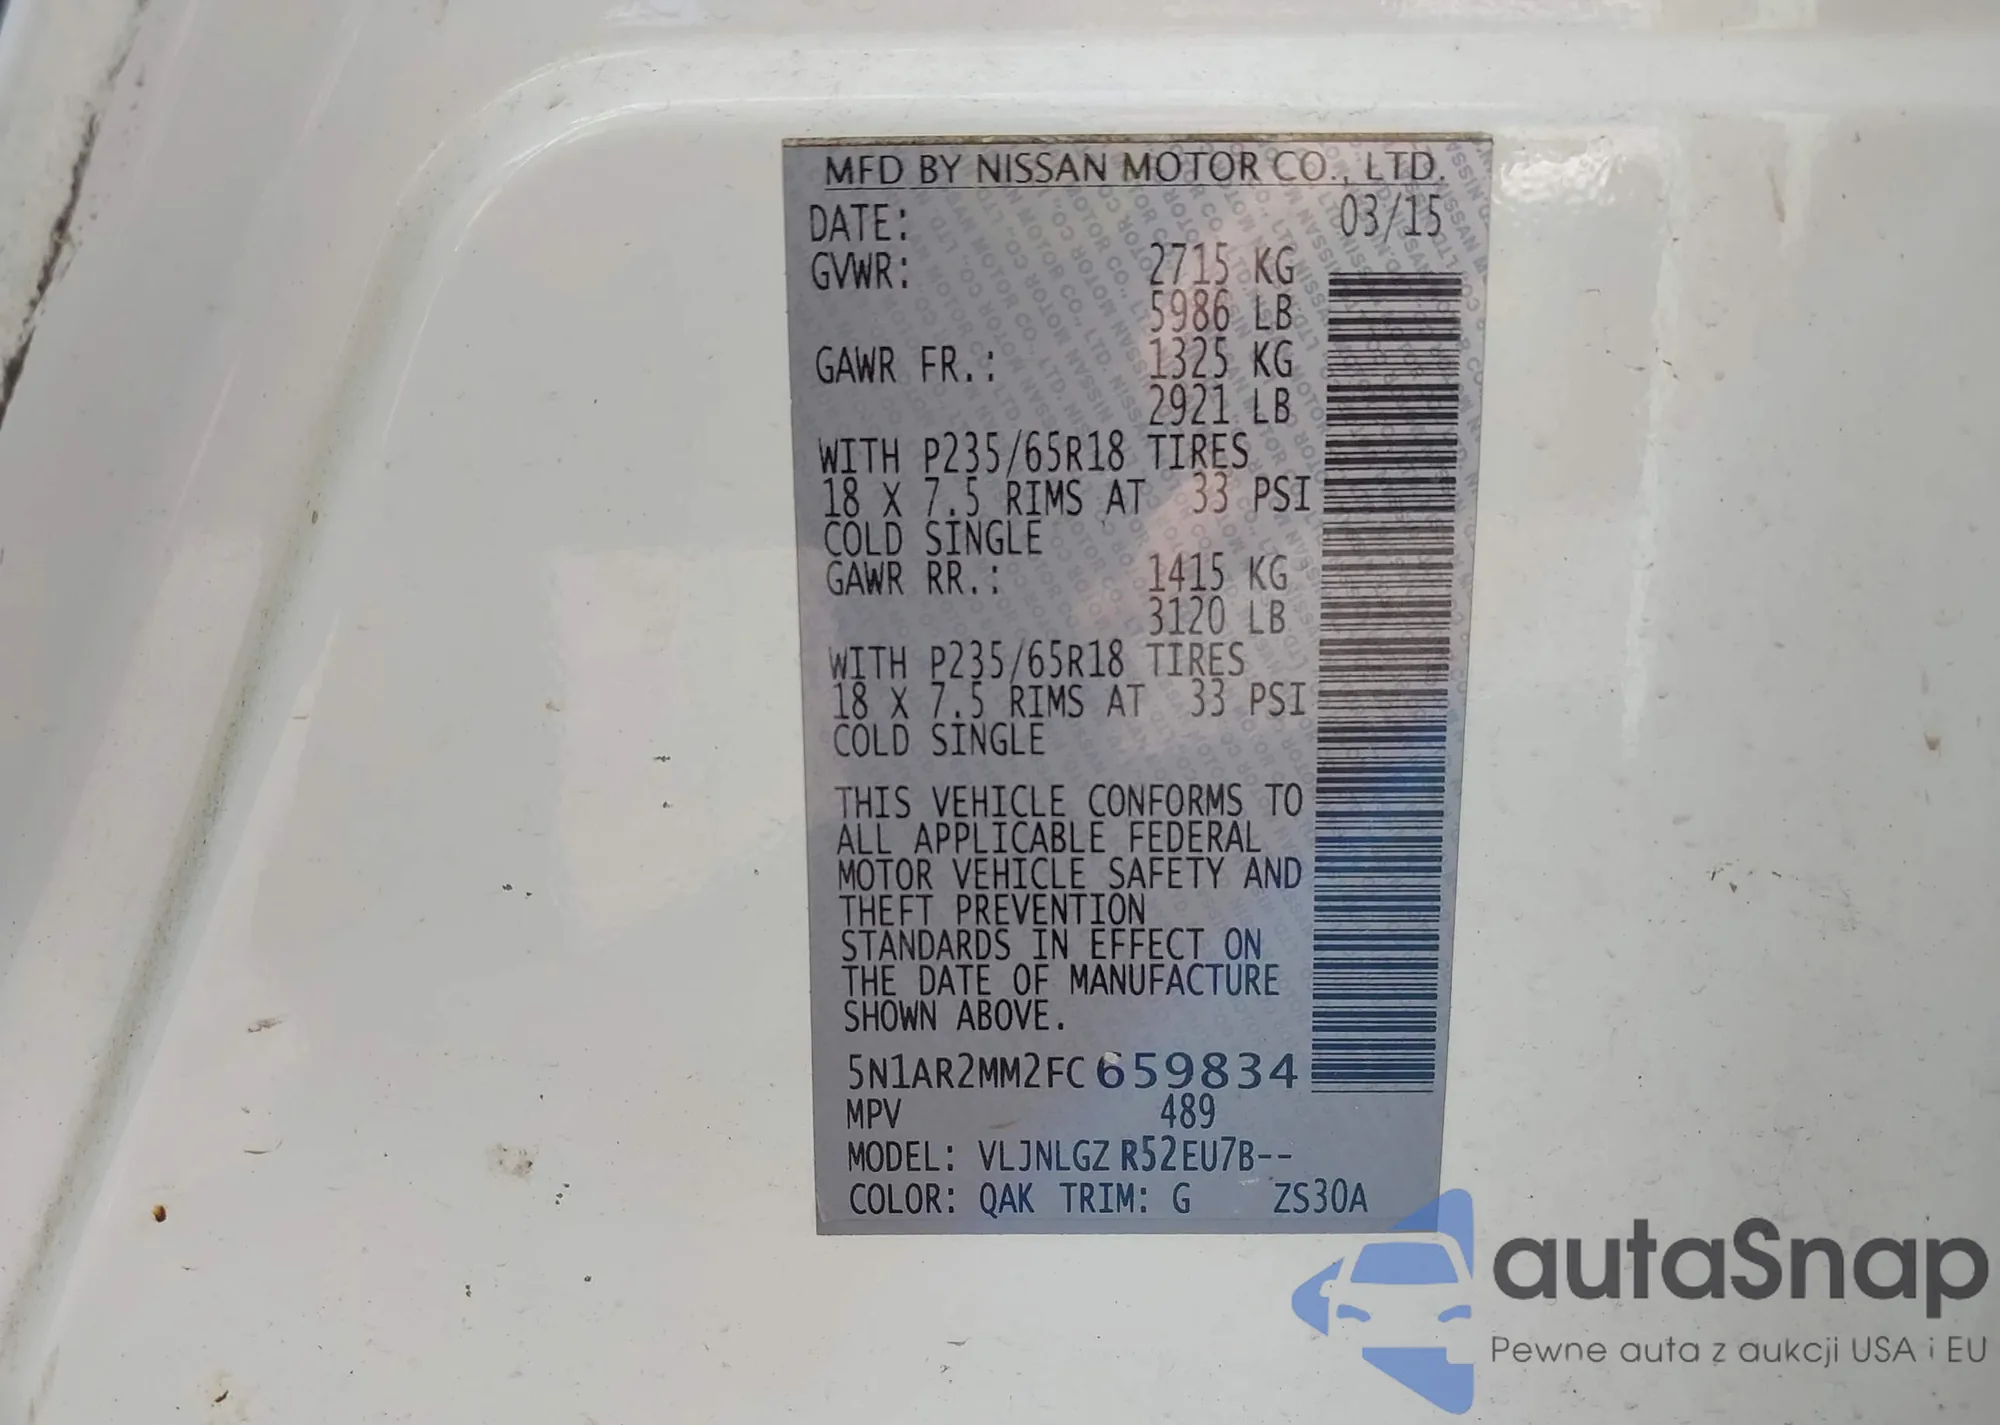 MFD BY NISSAN MOTOR CO., LTD.
DATE: 03/15
GVWR: 2715 KG
5986 LB
GAWR FR.: 1325 KG
2921 LB
WITH P235/65R18 TIRES
18 X 7.5 RIMS AT 33 PSI
COLD SINGLE
GAWR RR.: 1415 KG
3120 LB
WITH P235/65R18 TIRES
18 X 7.5 RIMS AT 33 PSI
COLD SINGLE
THIS VEHICLE CONFORMS TO
ALL APPLICABLE FEDERAL
MOTOR VEHICLE SAFETY AND
THEFT PREVENTION
STANDARDS IN EFFECT ON
THE DATE OF MANUFACTURE
SHOWN ABOVE.
5N1AR2MM2FC659834
MPV 489
MODEL: VLJNLGZ R52EU7B--
COLOR: QAK TRIM: G ZS30A
autaSnap
Pewne auta z aukcji USA i EU